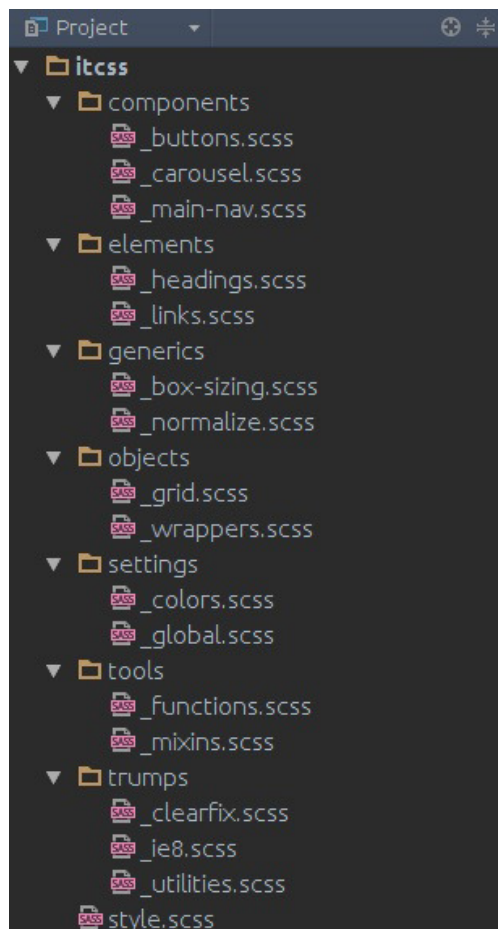 Project
itcss
components
_buttons.scss
_carousel.scss
_main-nav.scss
elements
_headings.scss
_links.scss
generics
_box-sizing.scss
_normalize.scss
objects
_grid.scss
_wrappers.scss
settings
_colors.scss
_global.scss
tools
_functions.scss
_mixins.scss
trumps
_clearfix.scss
_ie8.scss
_utilities.scss
style.scss